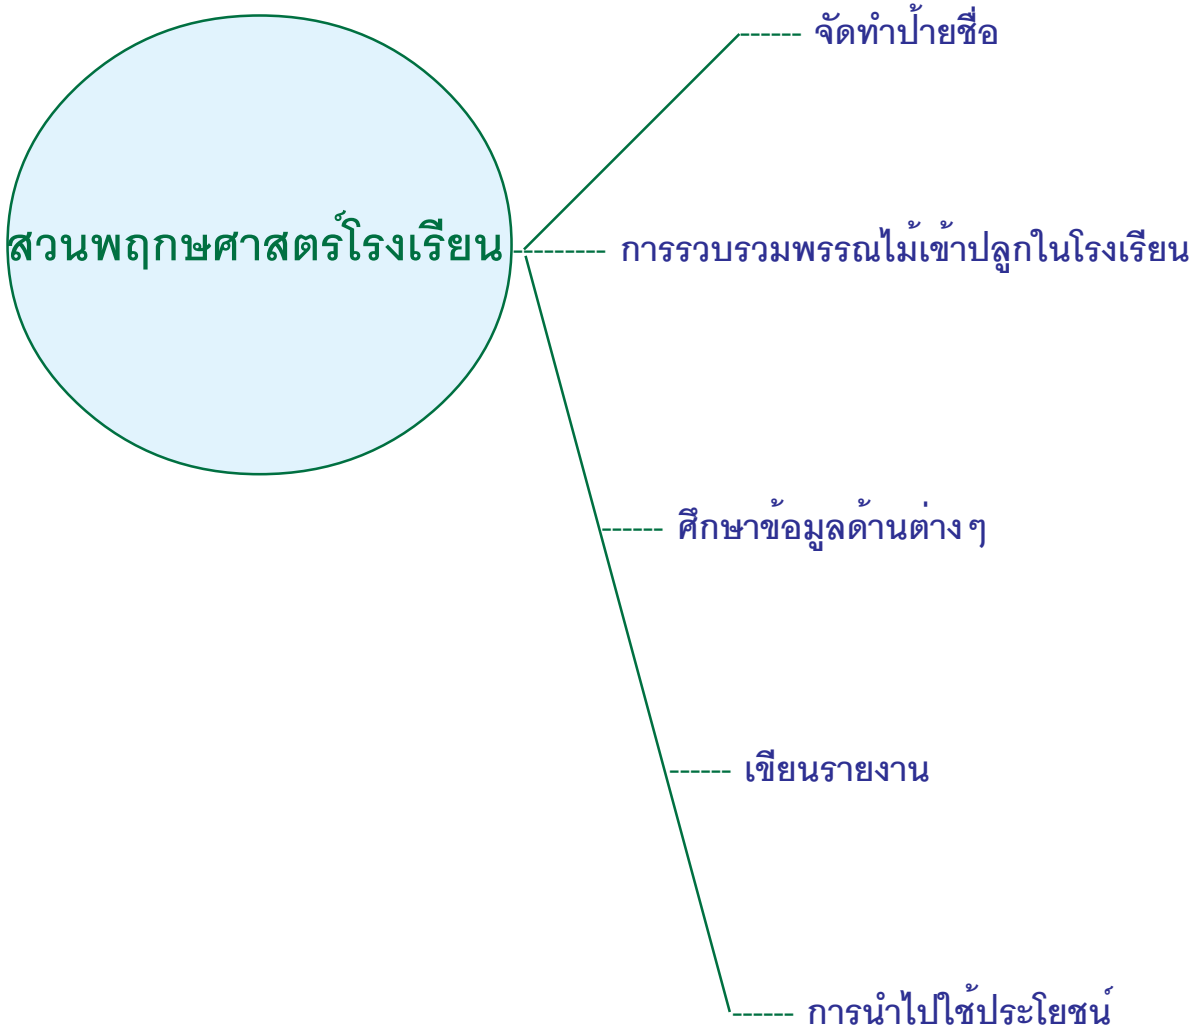 จัดทำป้ายชื่อ
สวนพฤกษศาสตร์โรงเรียน
การรวบรวมพรรณไม้เข้าปลูกในโรงเรียน
ศึกษาข้อมูลด้านต่าง ๆ
เขียนรายงาน
การนำไปใช้ประโยชน์